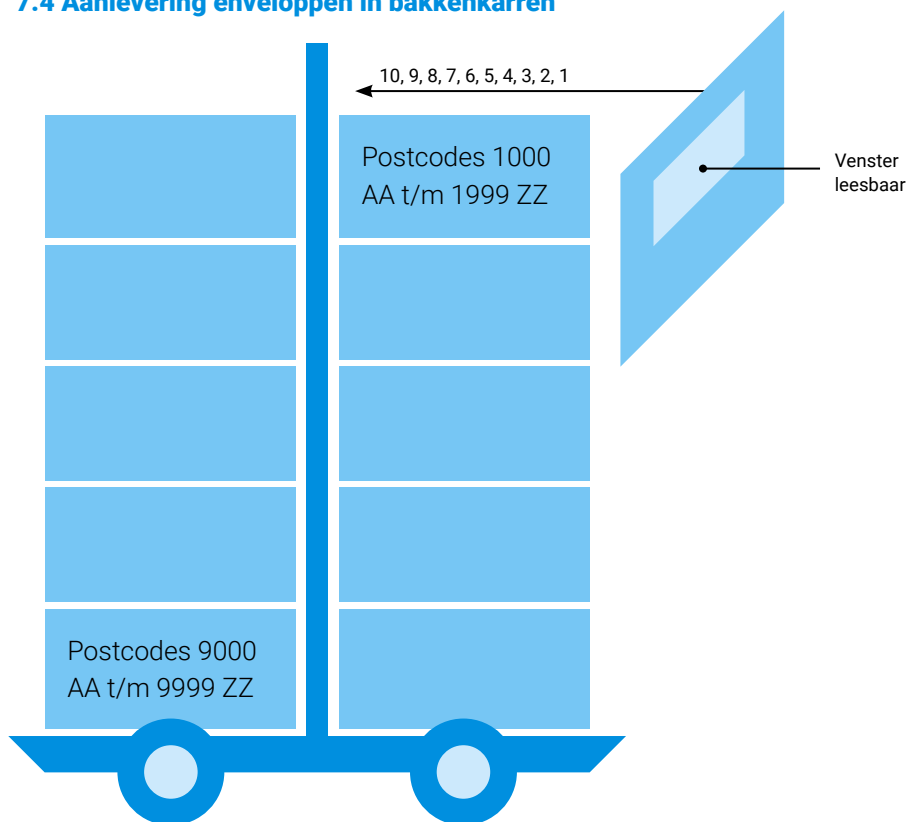 7.4 Aanlevering enveloppen in bakkenkarren
10, 9, 8, 7, 6, 5, 4, 3, 2, 1
Postcodes 1000
AA t/m 1999 ZZ
Venster
leesbaar
Postcodes 9000
AA t/m 9999 ZZ